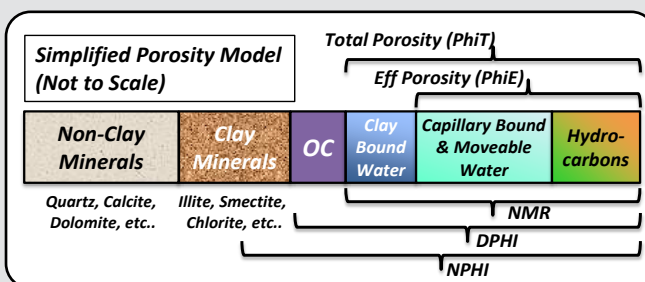 Simplified Porosity Model
(Not to Scale)
Total Porosity (PhiT)
Eff Porosity (PhiE)
Non-Clay
Minerals
Clay
Minerals
OC
Clay
Bound
Water
Capillary Bound
& Moveable
Water
Hydro-
carbons
Quartz, Calcite,
Dolomite, etc..
Illite, Smectite,
Chlorite, etc..
NMR
DPHI
NPHI